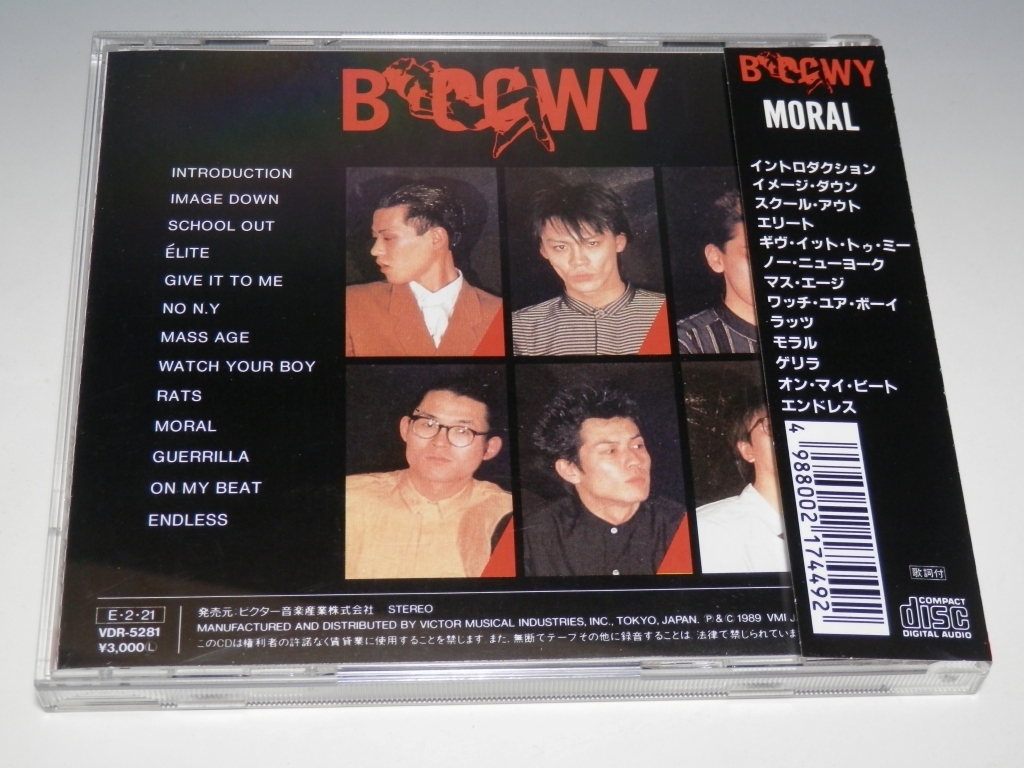 BOØWY
INTRODUCTION
IMAGE DOWN
SCHOOL OUT
ÉLITE
GIVE IT TO ME
NO N.Y
MASS AGE
WATCH YOUR BOY
RATS
MORAL
GUERRILLA
ON MY BEAT
ENDLESS
E・2・21
VDR-5281
¥3,000Ⓛ
発売元:ビクター音楽産業株式会社 STEREO
MANUFACTURED AND DISTRIBUTED BY VICTOR MUSICAL INDUSTRIES, INC., TOKYO, JAPAN. Ⓟ & © 1989 VMI J
このCDは権利者の許諾なく賃貸業に使用することを禁じます また、無断でテープその他に録音することは、法律で禁じられていま
BOØWY
MORAL
イントロダクション
イメージ・ダウン
スクール・アウト
エリート
ギヴ・イット・トゥ・ミー
ノー・ニューヨーク
マス・エージ
ワッチ・ユア・ボーイ
ラッツ
モラル
ゲリラ
オン・マイ・ビート
エンドレス
4 988002 174492
歌詞付
COMPACT
disc
DIGITAL AUDIO